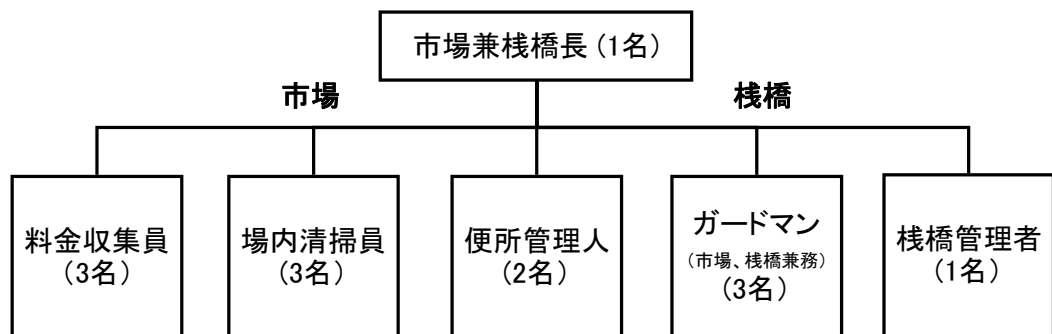 市場兼桟橋長（1名）
市場
桟橋
料金収集員
（3名）
場内清掃員
（3名）
便所管理人
（2名）
ガードマン
（市場、桟橋兼務）
（3名）
桟橋管理者
（1名）